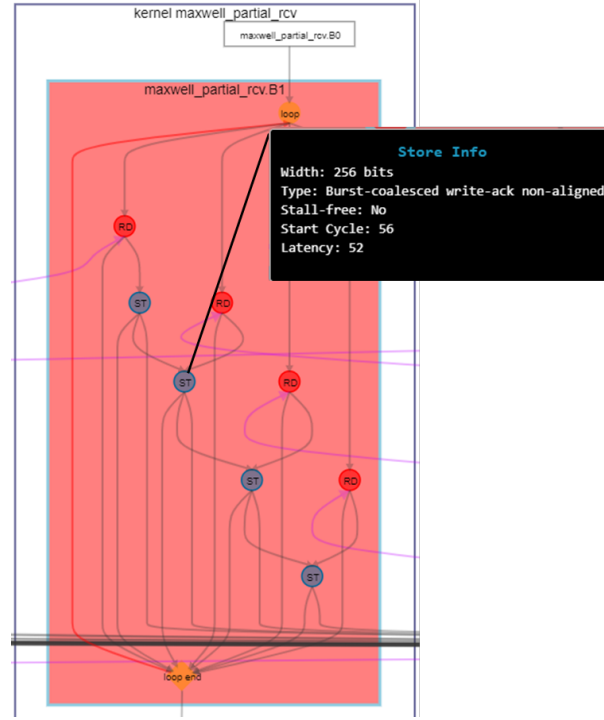 kernel maxwell_partial_rcv
maxwell_partial_rcv.B0
maxwell_partial_rcv.B1
loop
Store Info
Width: 256 bits
Type: Burst-coalesced write-ack non-aligned
Stall-free: No
Start Cycle: 56
Latency: 52
RD
ST
RD
ST
RD
ST
RD
ST
loop end